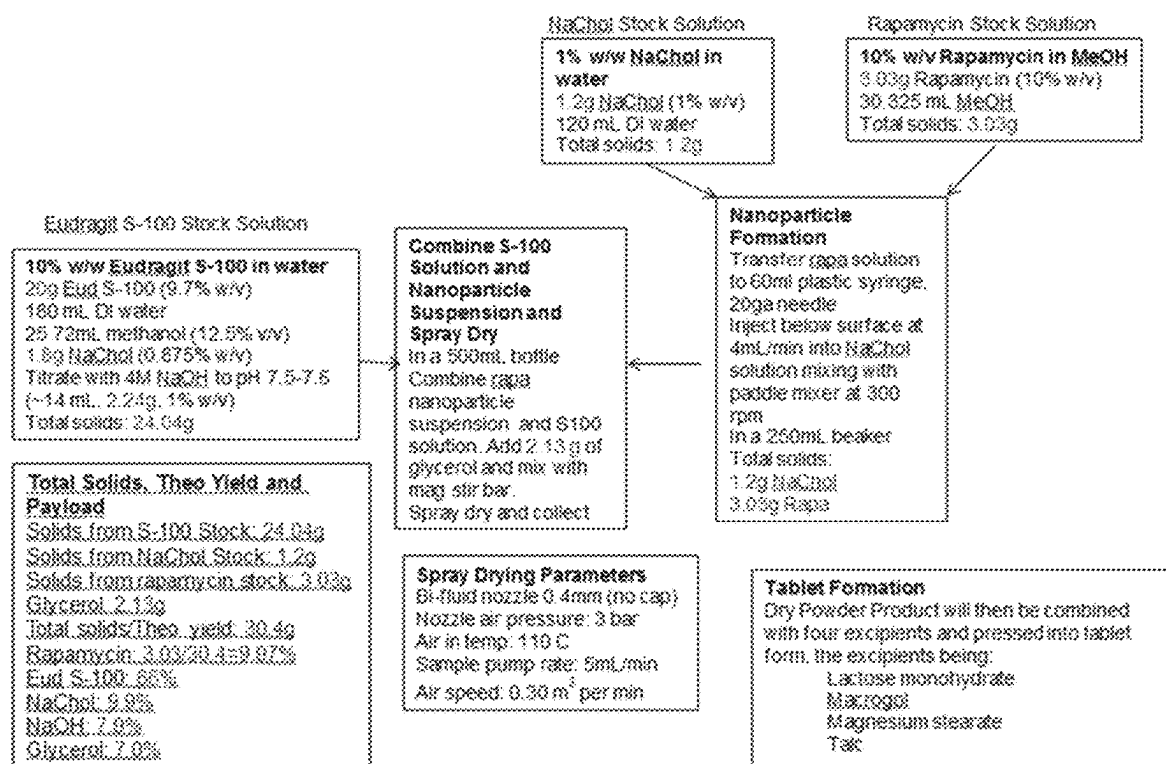 NaChol Stock Solution
1% w/w NaChol in
water
1.2g NaChol (1% w/v)
120 mL DI water
Total solids: 1.2g
Rapamycin Stock Solution
10% w/v Rapamycin in MeOH
3.03g Rapamycin (10% w/v)
30.325 mL MeOH
Total solids: 3.03g
Eudragit S-100 Stock Solution
10% w/w Eudragit S-100 in water
20g Eud S-100 (9.7% w/v)
160 mL DI water
25.72mL methanol (12.5% v/v)
1.8g NaChol (0.875% w/v)
Titrate with 4M NaOH to pH 7.5-7.6
(~14 mL, 2.24g, 1% w/v)
Total solids: 24.04g
Combine S-100
Solution and
Nanoparticle
Suspension and
Spray Dry
In a 500mL bottle
Combine rapa
nanoparticle
suspension and S100
solution. Add 2.13 g of
glycerol and mix with
mag stir bar.
Spray dry and collect
Nanoparticle
Formation
Transfer rapa solution
to 60ml plastic syringe,
20ga needle
Inject below surface at
4mL/min into NaChol
solution mixing with
paddle mixer at 300
rpm
In a 250mL beaker
Total solids:
1.2g NaChol
3.03g Rapa
Total Solids, Theo Yield and
Payload
Solids from S-100 Stock: 24.04g
Solids from NaChol Stock: 1.2g
Solids from rapamycin stock: 3.03g
Glycerol: 2.13g
Total solids/Theo yield: 30.4g
Rapamycin: 3.03/30.4=9.97%
Eud S-100: 66%
NaChol: 9.9%
NaOH: 7.0%
Glycerol: 7.0%
Spray Drying Parameters
Bi-fluid nozzle 0.4mm (no cap)
Nozzle air pressure: 3 bar
Air in temp: 110 C
Sample pump rate: 5mL/min
Air speed: 0.30 m³ per min
Tablet Formation
Dry Powder Product will then be combined
with four excipients and pressed into tablet
form, the excipients being:
Lactose monohydrate
Macrogol
Magnesium stearate
Talc